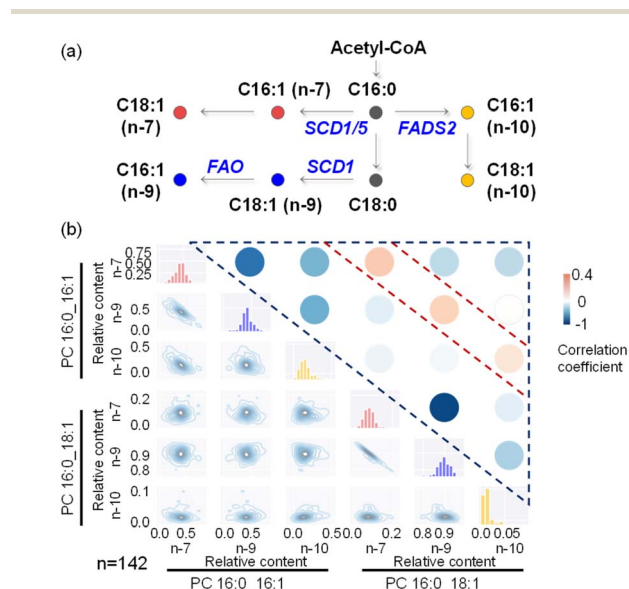 (a)
Acetyl-CoA
C18:1 (n-7)
C16:1 (n-7)
C16:0
C16:1 (n-10)
SCD1/5
FADS2
C16:1 (n-9)
FAO
SCD1
C18:1 (n-10)
C18:1 (n-9)
C18:0
(b)
PC 16:0_16:1
Relative content
n-7
0.75
0.50
0.25
n-9
0.5
0.0
n-10
0.5
0.0
PC 16:0_18:1
Relative content
n-7
0.2
0.0
n-9
0.9
0.8
n-10
0.1
0.0
0.4
0
-1
Correlation coefficient
0.0 0.5 0.0 0.5 0.0 0.5 0.0 0.2 0.8 0.9 0.0 0.05
n-7 n-9 n-10 n-7 n-9 n-10
n=142
Relative content Relative content
PC 16:0_16:1 PC 16:0_18:1